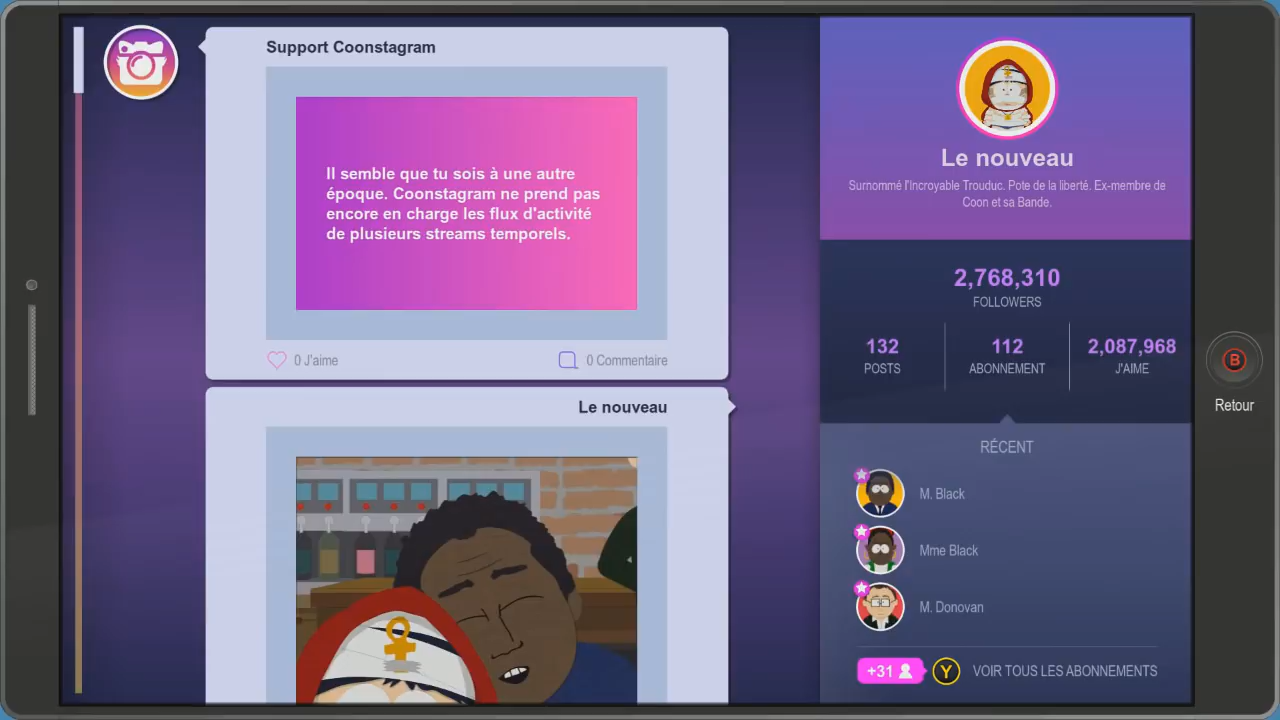 Support Coonstagram
Il semble que tu sois à une autre
époque. Coonstagram ne prend pas
encore en charge les flux d'activité
de plusieurs streams temporels.
0 J'aime
0 Commentaire
Le nouveau
Le nouveau
Surnommé l'Incroyable Trouduc. Pote de la liberté. Ex-membre de
Coon et sa Bande.
2,768,310
FOLLOWERS
132
POSTS
112
ABONNEMENT
2,087,968
J'AIME
RÉCENT
M. Black
Mme Black
M. Donovan
+31
Y
VOIR TOUS LES ABONNEMENTS
B
Retour